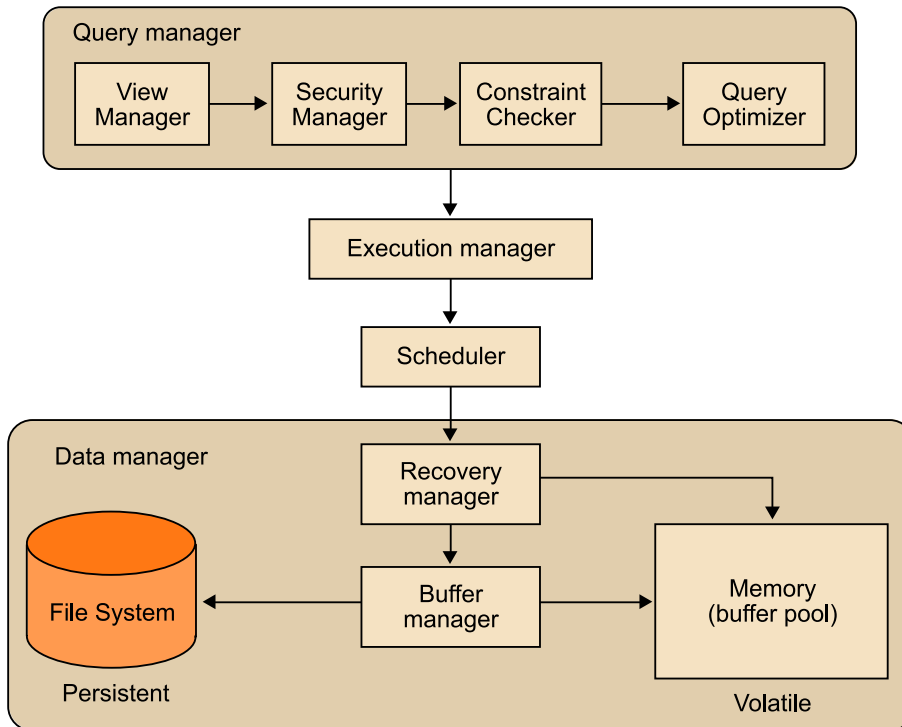 Query manager
View
Manager
Security
Manager
Constraint
Checker
Query
Optimizer
Execution manager
Scheduler
Data manager
Recovery
manager
File System
Buffer
manager
Memory
(buffer pool)
Persistent
Volatile